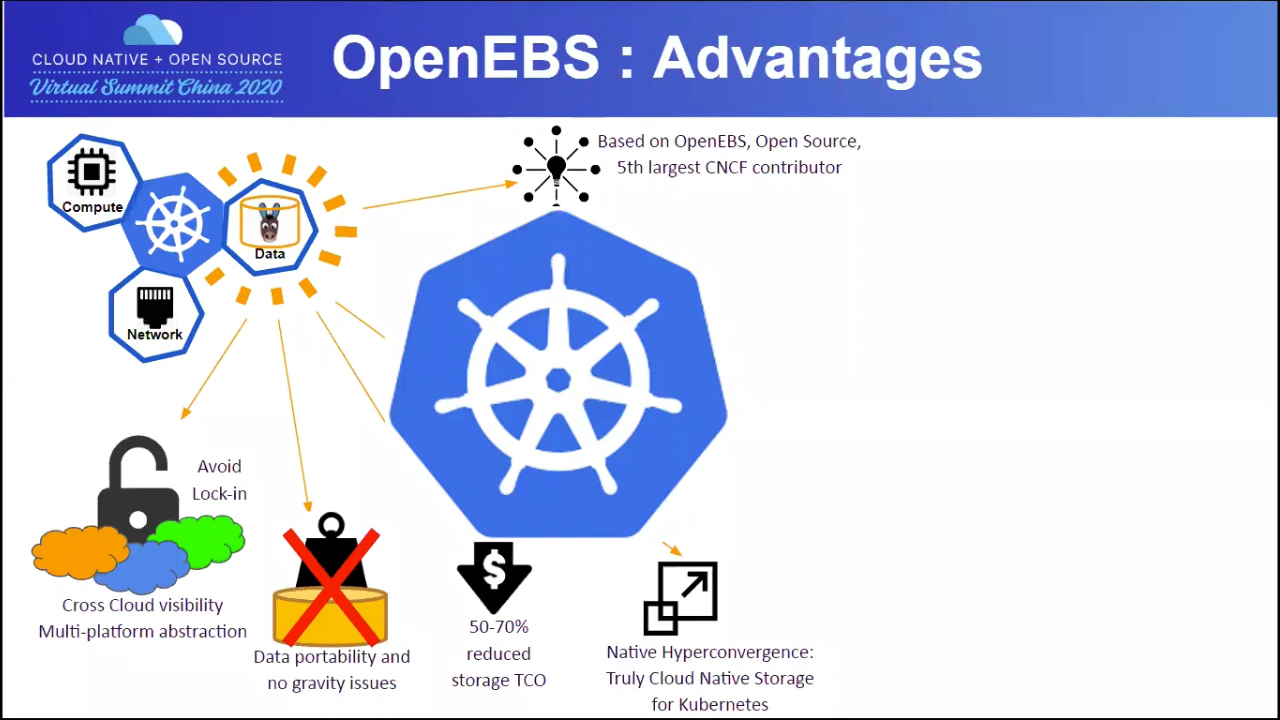 CLOUD NATIVE + OPEN SOURCE
Virtual Summit China 2020
OpenEBS : Advantages
Based on OpenEBS, Open Source,
5th largest CNCF contributor
Compute
Data
Network
Avoid
Lock-in
Cross Cloud visibility
Multi-platform abstraction
Data portability and
no gravity issues
$
50-70%
reduced
storage TCO
Native Hyperconvergence:
Truly Cloud Native Storage
for Kubernetes